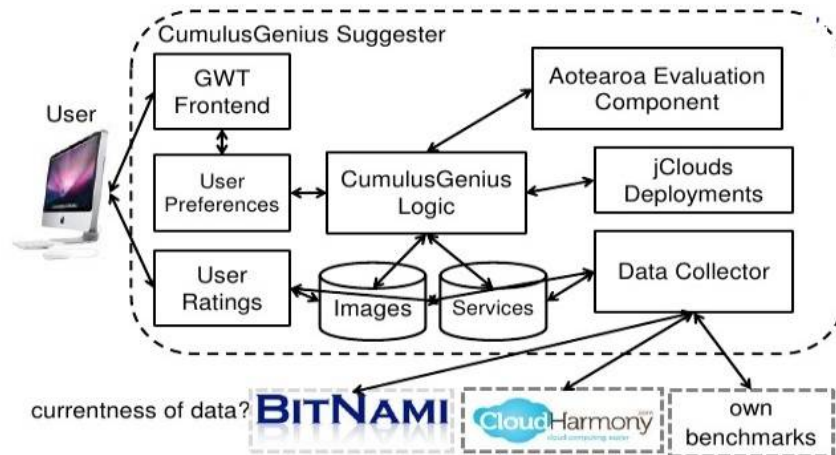 CumulusGenius Suggester
GWT
Frontend
Aotearoa Evaluation
Component
User
User
Preferences
CumulusGenius
Logic
jClouds
Deployments
User
Ratings
Images
Services
Data Collector
currentness of data?
BITNAMI
CloudHarmony.com
cloud computing easier
own
benchmarks